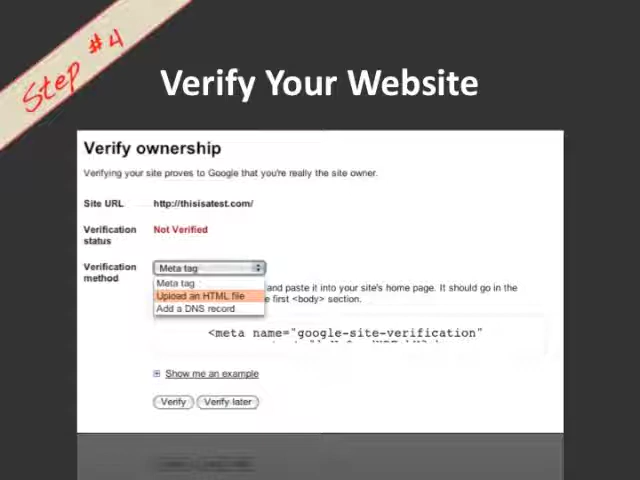 Step #4
Verify Your Website
Verify ownership
Verifying your site proves to Google that you're really the site owner.
Site URL http://thisisatest.com/
Verification status Not Verified
Verification method Meta tag
Meta tag
Upload an HTML file
Add a DNS record
and paste it into your site's home page. It should go in the
e first <body> section.
<meta name="google-site-verification"
Show me an example
Verify Verify later